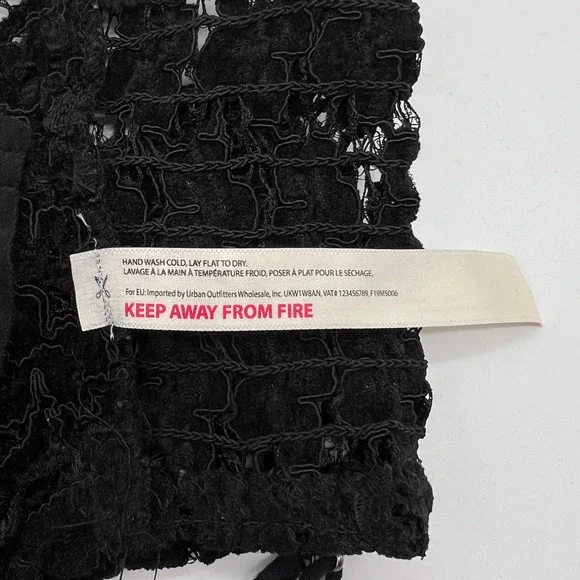 HAND WASH COLD, LAY FLAT TO DRY.
LAVAGE À LA MAIN À TEMPÉRATURE FROID, POSER À PLAT POUR LE SÉCHAGE.
For EU: Imported by Urban Outfitters Wholesale, Inc. UKW1W8AN, VAT# 123456789, F19M5006
KEEP AWAY FROM FIRE